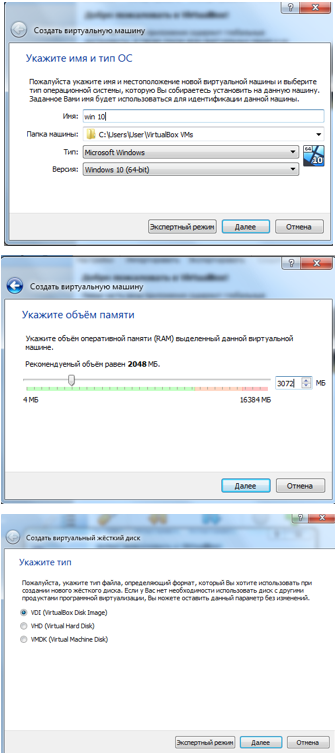 Создать виртуальную машину
Укажите имя и тип ОС
Пожалуйста укажите имя и местоположение новой виртуальной машины и выберите
тип операционной системы, которую Вы собираетесь установить на данную машину.
Заданное Вами имя будет использоваться для идентификации данной машины.
Имя: win 10
Папка машины: C:\Users\User\VirtualBox VMs
Тип: Microsoft Windows
64
10
Версия: Windows 10 (64-bit)
Экспертный режим Далее Отмена
Создать виртуальную машину
Укажите объём памяти
Укажите объём оперативной памяти (RAM) выделенный данной виртуальной
машине.
Рекомендуемый объём равен 2048 МБ.
3072 МБ
4 МБ 16384 МБ
Далее Отмена
Создать виртуальный жёсткий диск
Укажите тип
Пожалуйста, укажите тип файла, определяющий формат, который Вы хотите использовать при
создании нового жёсткого диска. Если у Вас нет необходимости использовать диск с другими
продуктами программной виртуализации, Вы можете оставить данный параметр без изменений.
VDI (VirtualBox Disk Image)
VHD (Virtual Hard Disk)
VMDK (Virtual Machine Disk)
Экспертный режим Далее Отмена